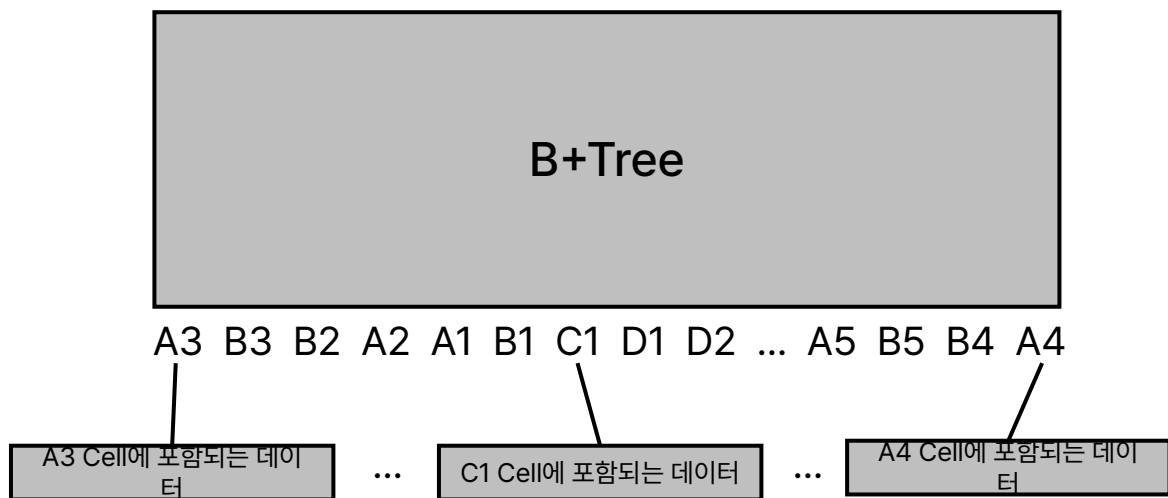 B+Tree
A3 B3 B2 A2 A1 B1 C1 D1 D2 ... A5 B5 B4 A4
A3 Cell에 포함되는 데이
터
...
C1 Cell에 포함되는 데이터
...
A4 Cell에 포함되는 데이
터